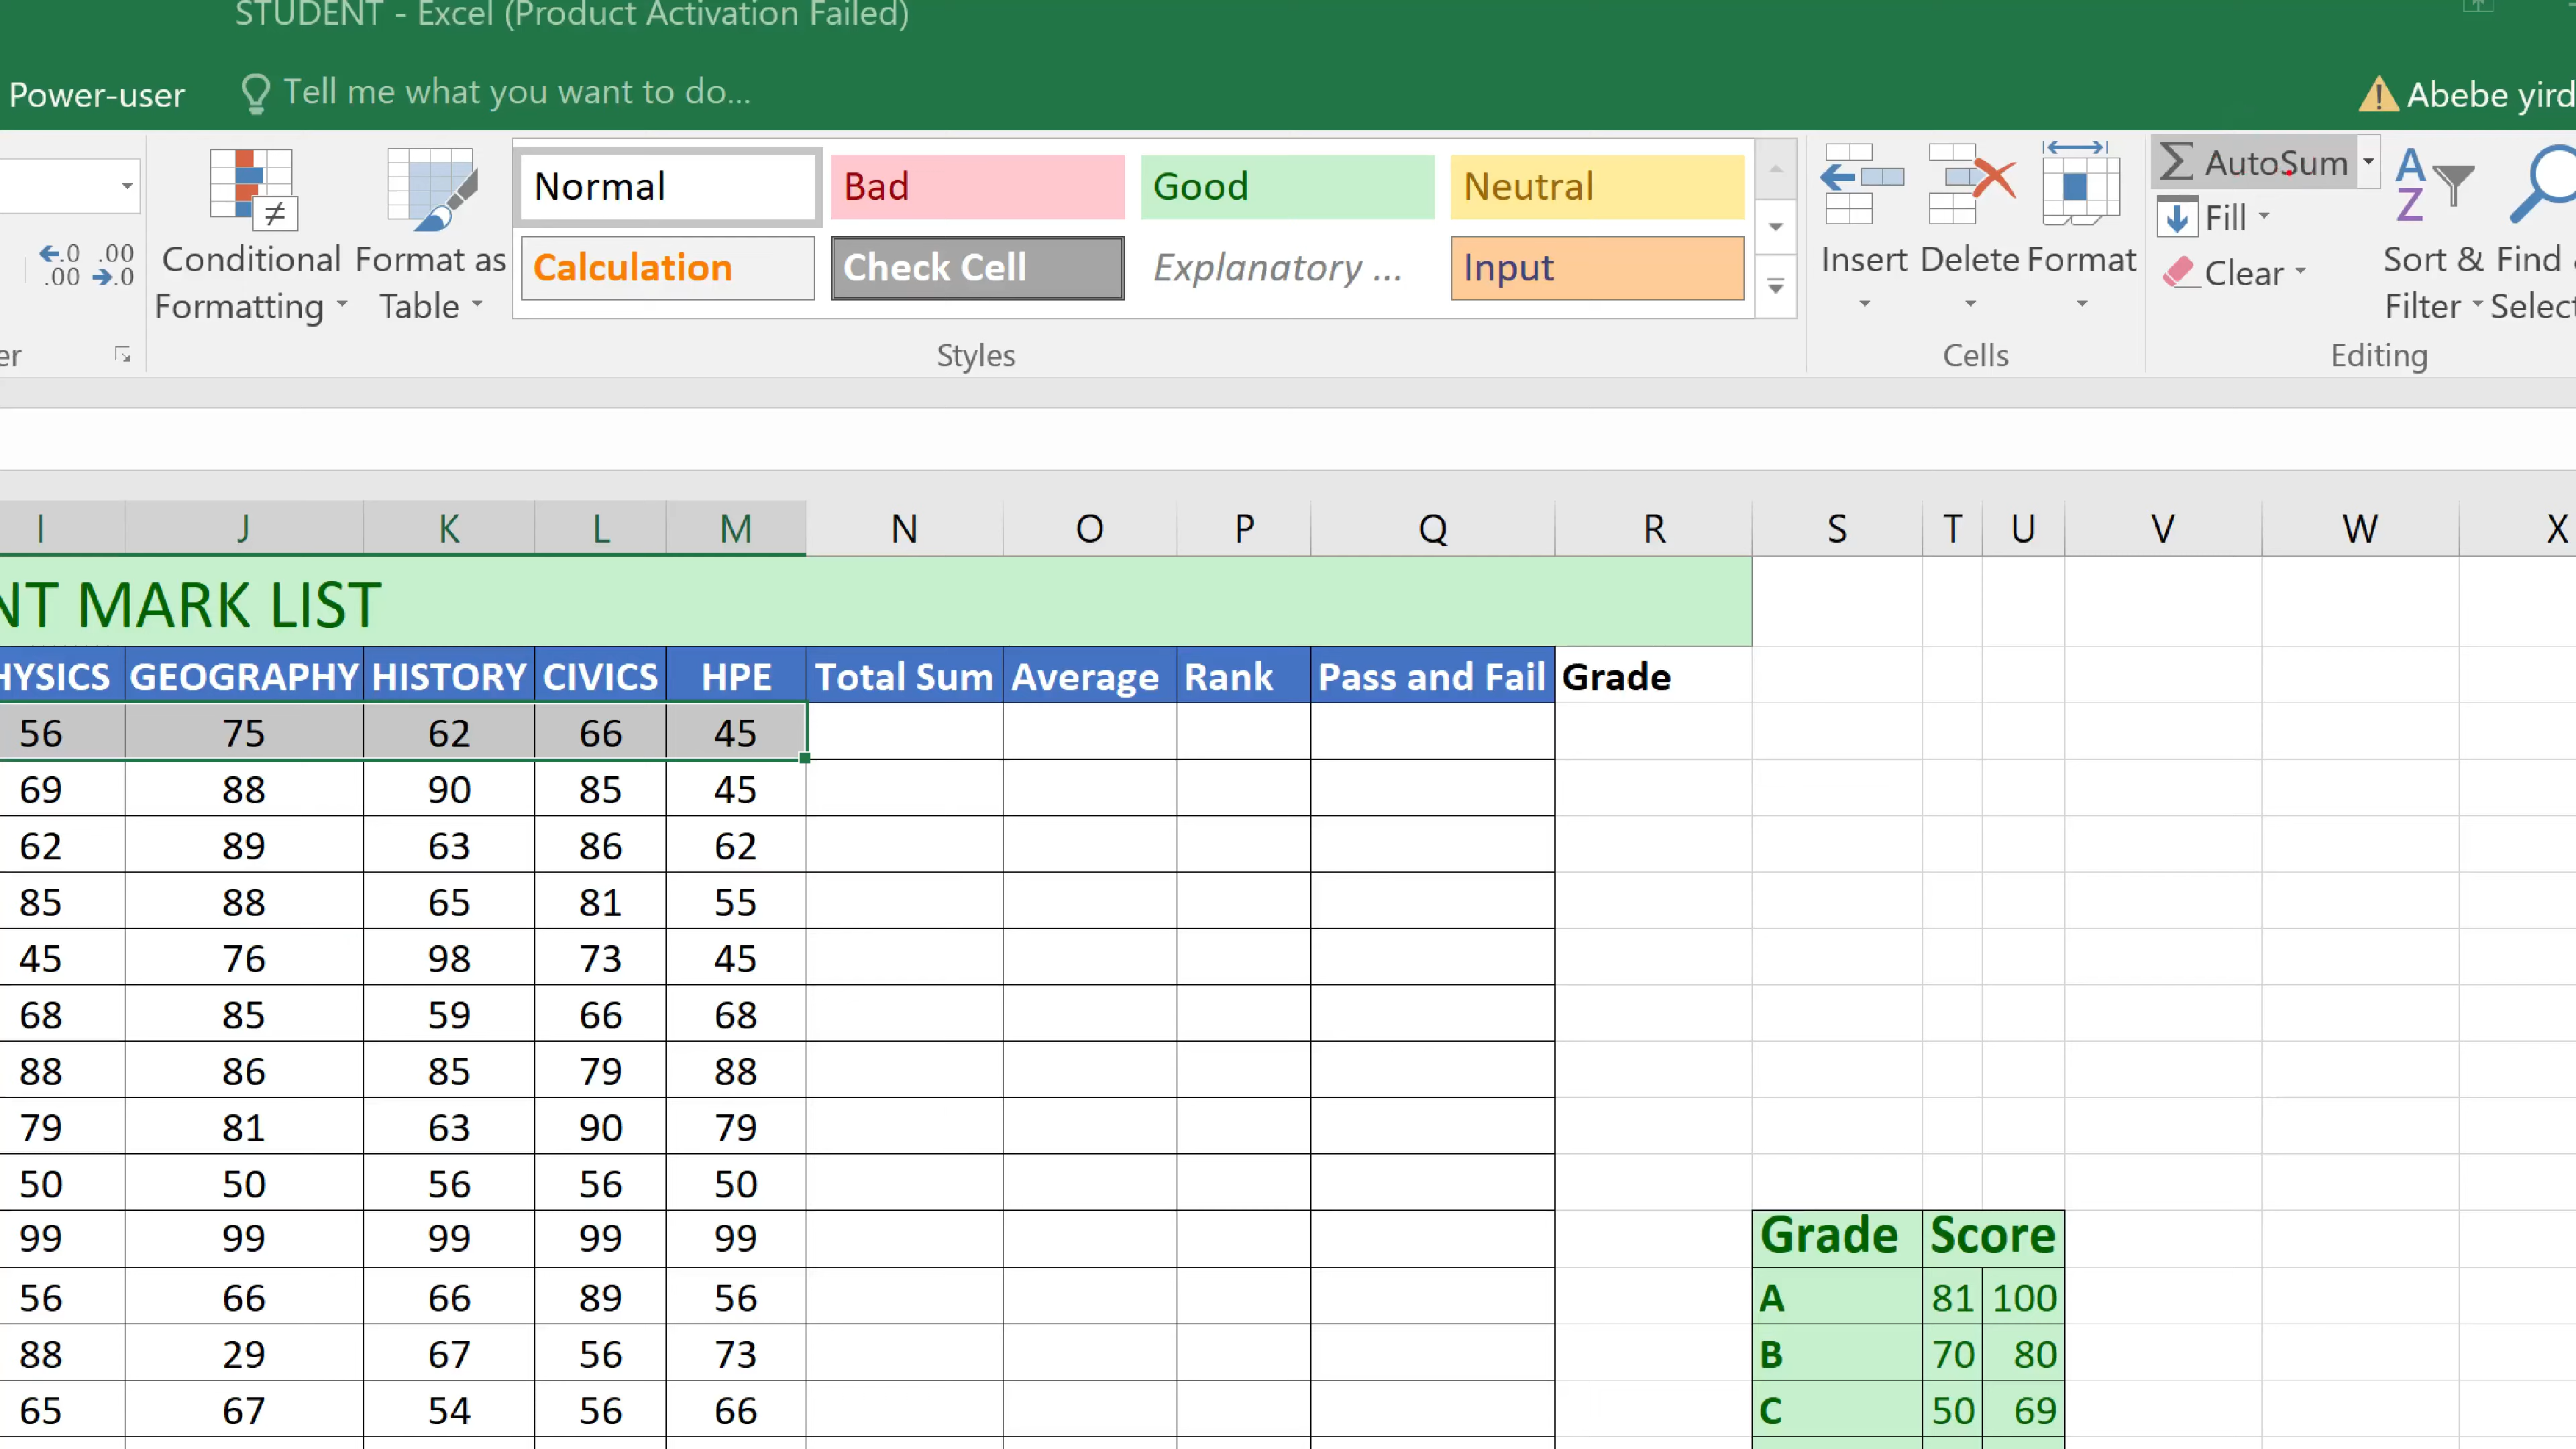 STUDENT - Excel (Product Activation Failed)
Power-user
Tell me what you want to do...
Abebe yird
Conditional
Formatting
Format as
Table
Normal
Bad
Good
Neutral
Calculation
Check Cell
Explanatory ...
Input
Insert
Delete
Format
AutoSum
Fill
Clear
Sort &
Filter
Find
Select
.0 .00
.00 .0
er
Styles
Cells
Editing
I J K L M N O P Q R S T U V W X
NT MARK LIST
HYSICS GEOGRAPHY HISTORY CIVICS HPE Total Sum Average Rank Pass and Fail Grade
56 75 62 66 45
69 88 90 85 45
62 89 63 86 62
85 88 65 81 55
45 76 98 73 45
68 85 59 66 68
88 86 85 79 88
79 81 63 90 79
50 50 56 56 50
99 99 99 99 99 Grade Score
56 66 66 89 56 A 81 100
88 29 67 56 73 B 70 80
65 67 54 56 66 C 50 69